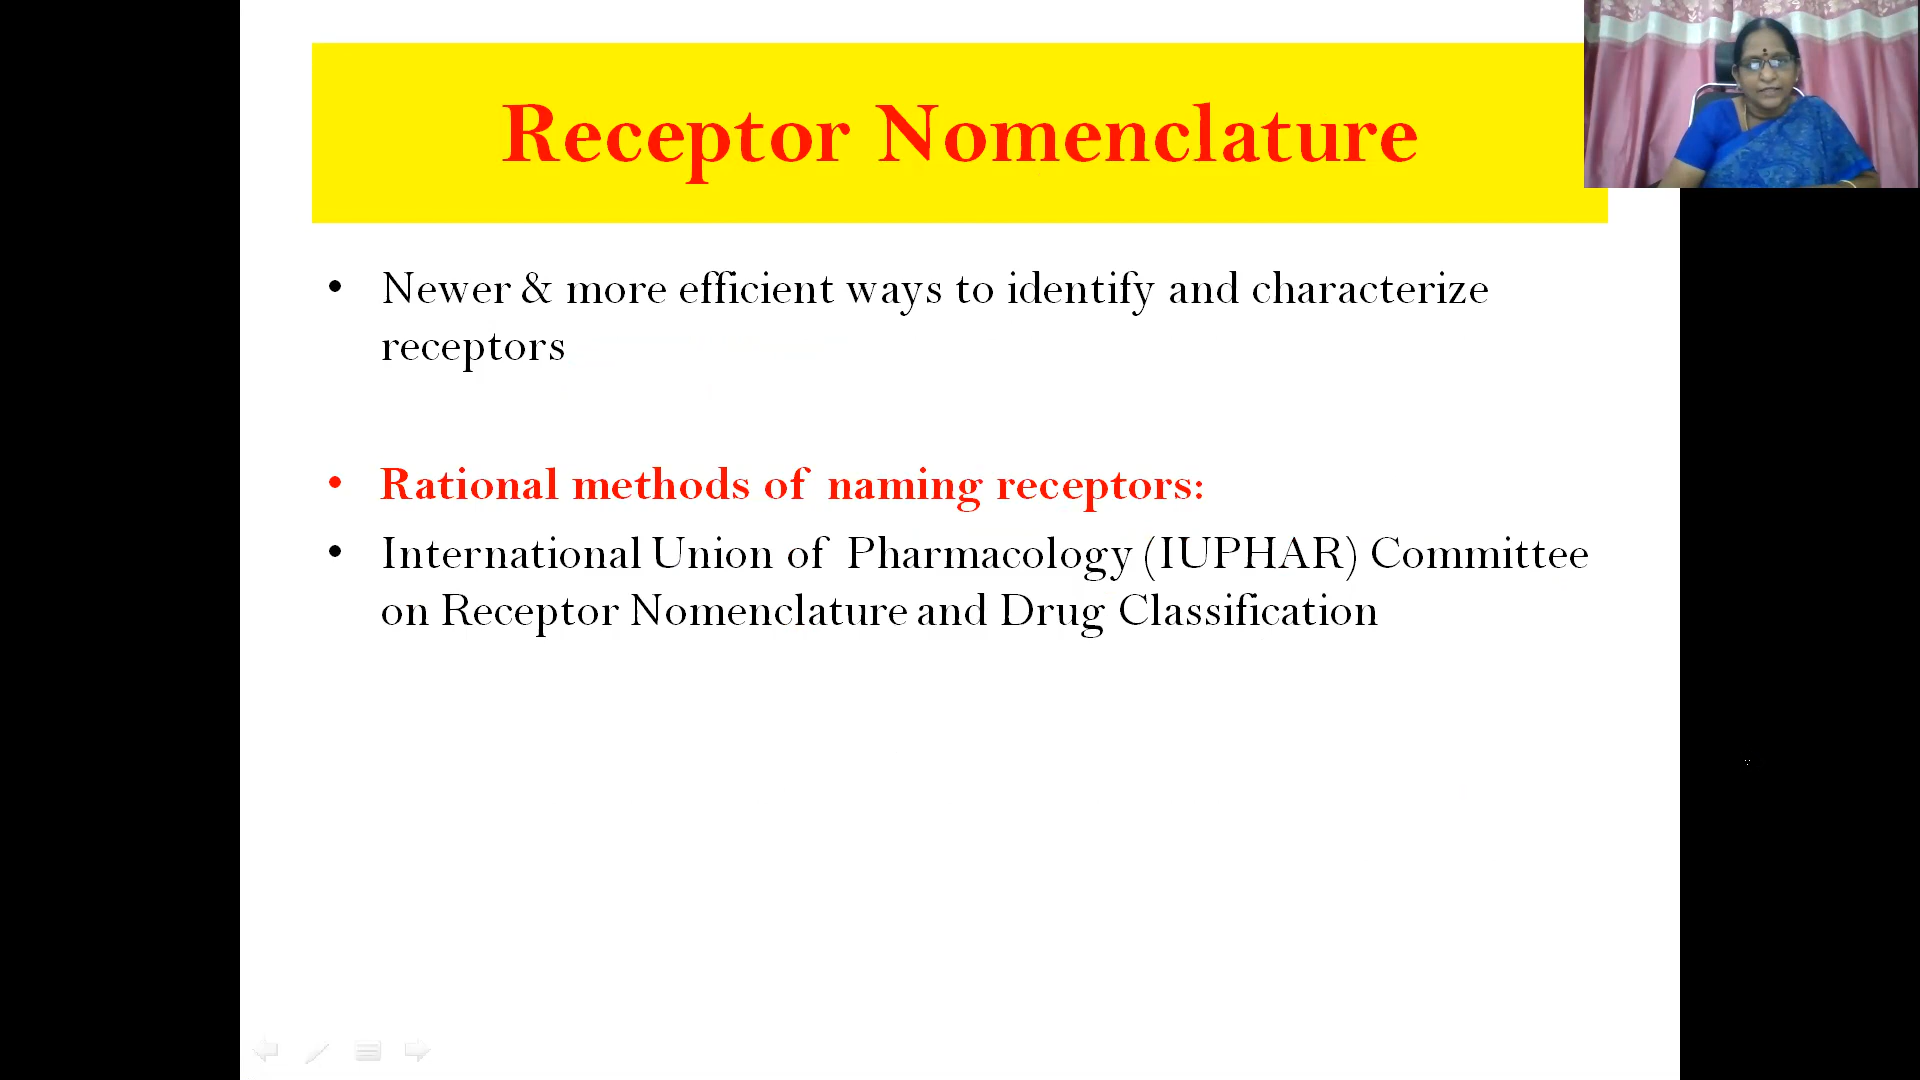 Receptor Nomenclature
• Newer & more efficient ways to identify and characterize
receptors
• Rational methods of naming receptors:
• International Union of Pharmacology (IUPHAR) Committee
on Receptor Nomenclature and Drug Classification